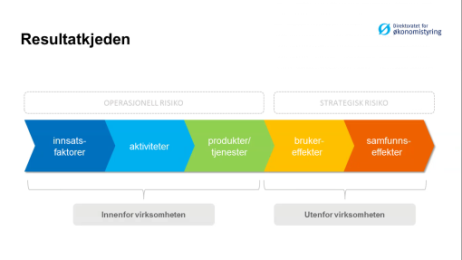 Direktoratet for
økonomistyring
Resultatkjeden
OPERASJONELL RISIKO
STRATEGISK RISIKO
innsats-
faktorer
aktiviteter
produkter/
tjenester
bruker-
effekter
samfunns-
effekter
Innenfor virksomheten
Utenfor virksomheten